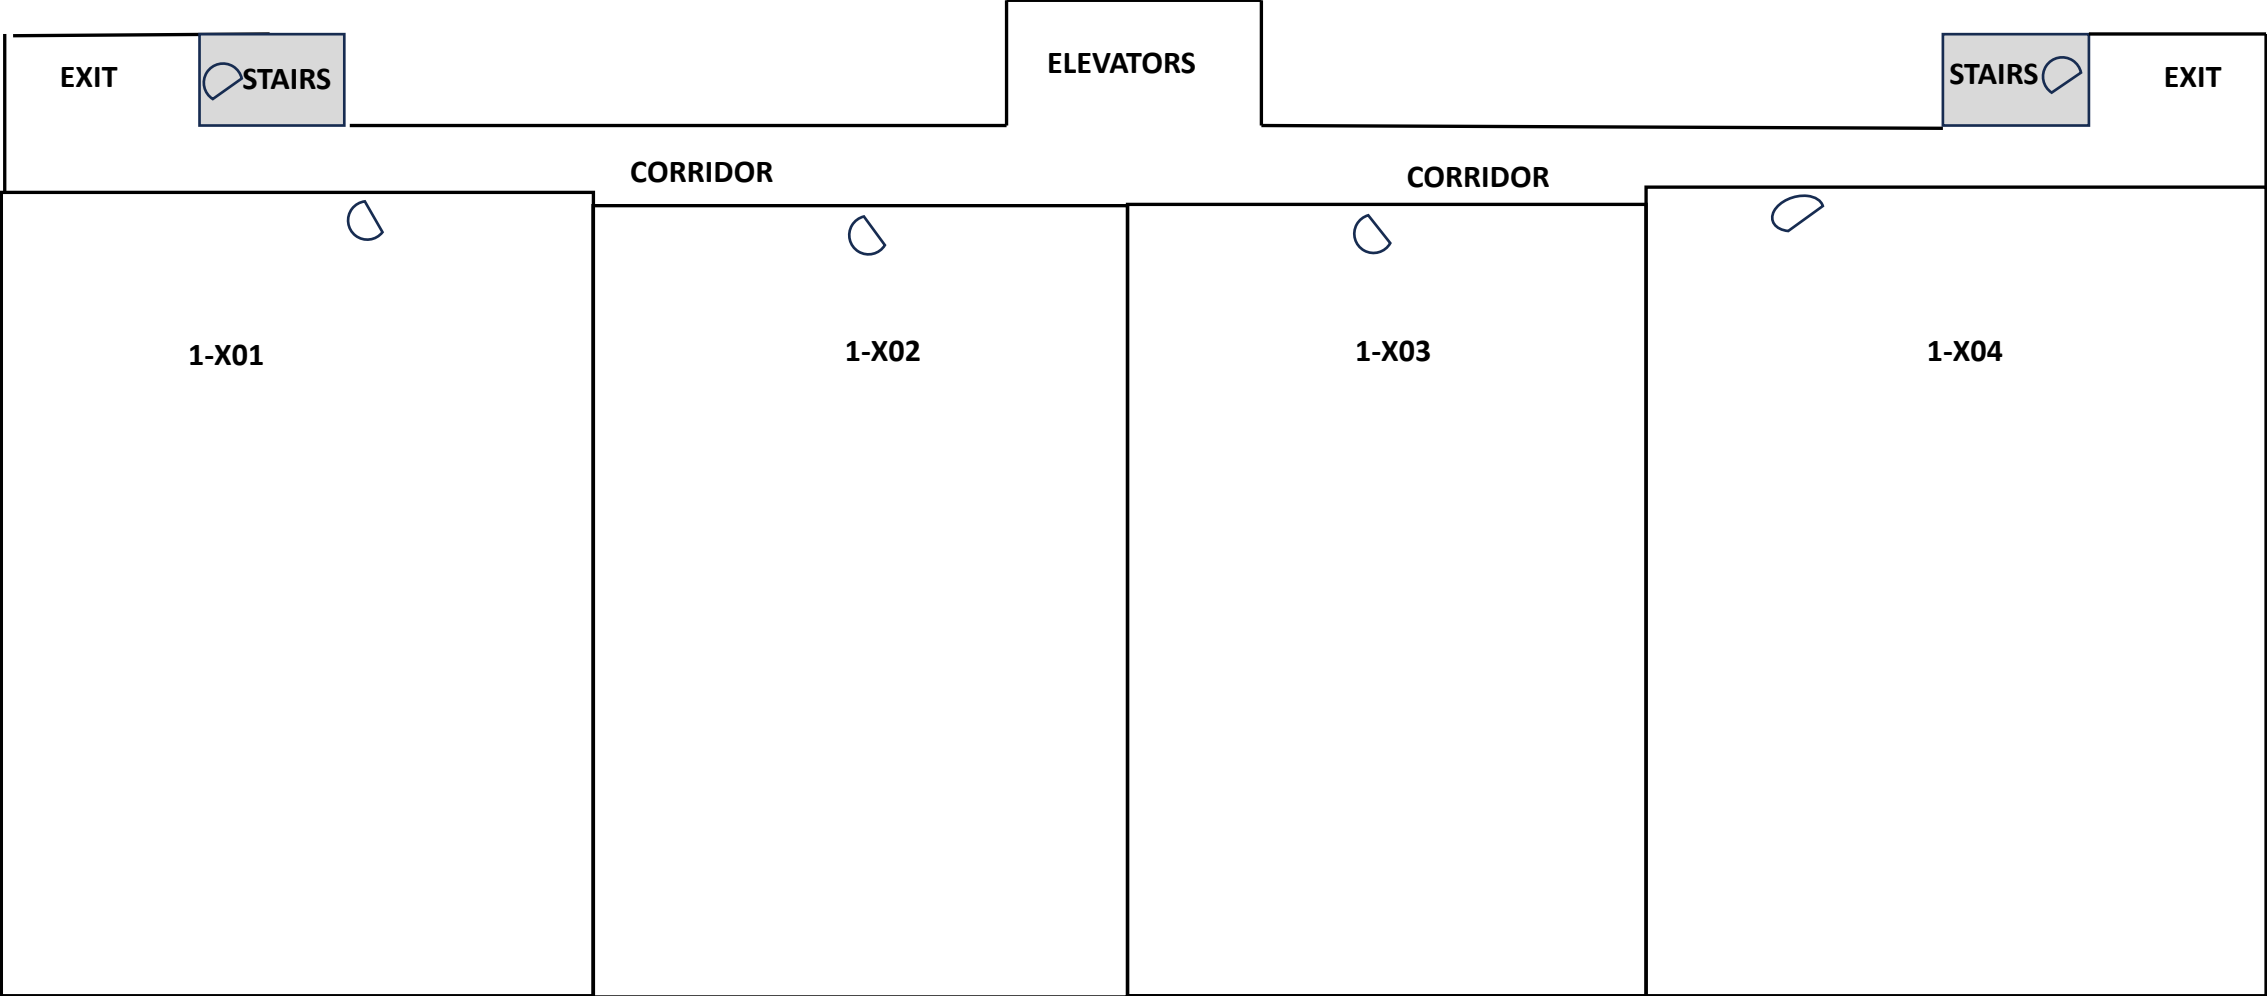 ELEVATORS
EXIT
STAIRS
STAIRS
EXIT
CORRIDOR
CORRIDOR
1-X01
1-X02
1-X03
1-X04